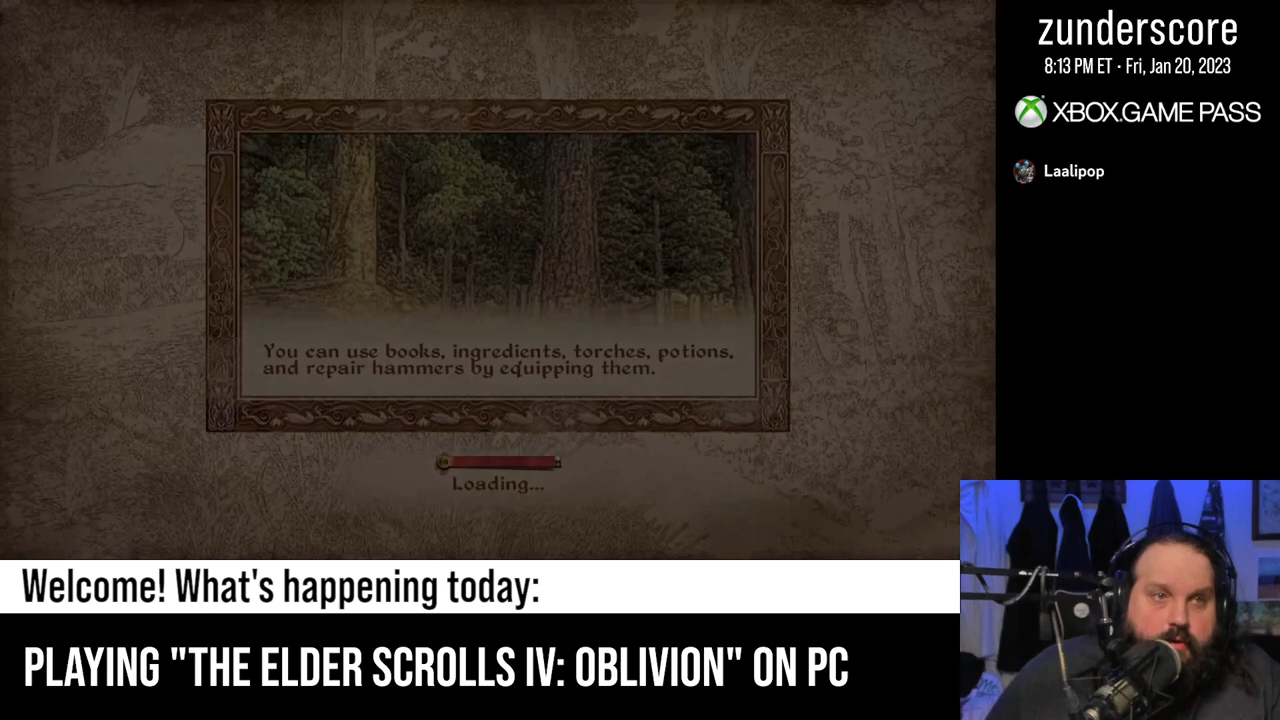 zunderscore
8:13 PM ET · Fri, Jan 20, 2023
XBOX GAME PASS
Laalipop
You can use books, ingredients, torches, potions,
and repair hammers by equipping them.
Loading...
Welcome! What's happening today:
PLAYING "THE ELDER SCROLLS IV: OBLIVION" ON PC